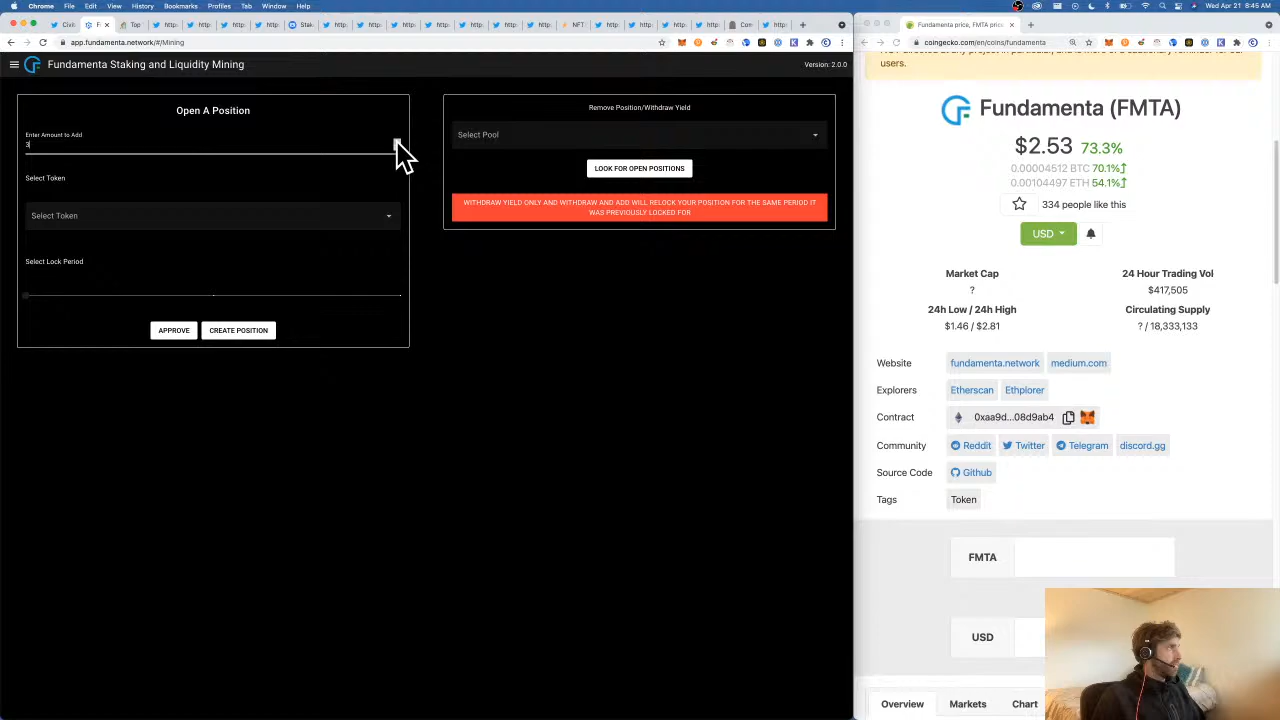 Chrome File Edit View History Bookmarks Profiles Tab Window Help
Wed Apr 21 8:45 AM
app.fundamenta.network/#/Mining
Fundamenta Staking and Liquidity Mining
Version: 2.0.0
Open A Position
Enter Amount to Add
3
Select Token
Select Token
Select Lock Period
APPROVE
CREATE POSITION
Remove Position/Withdraw Yield
Select Pool
LOOK FOR OPEN POSITIONS
WITHDRAW YIELD ONLY AND WITHDRAW AND ADD WILL RELOCK YOUR POSITION FOR THE SAME PERIOD IT
WAS PREVIOUSLY LOCKED FOR
Fundamenta price, FMTA price
coingecko.com/en/coins/fundamenta
users.
Fundamenta (FMTA)
$2.53 73.3%
0.00004512 BTC 70.1%
0.00104497 ETH 54.1%
334 people like this
USD
Market Cap
?
24 Hour Trading Vol
$417,505
24h Low / 24h High
$1.46 / $2.81
Circulating Supply
? / 18,333,133
Website fundamenta.network medium.com
Explorers Etherscan Ethplorer
Contract 0xaa9d...08d9ab4
Community Reddit Twitter Telegram discord.gg
Source Code Github
Tags Token
FMTA
USD
Overview Markets Chart